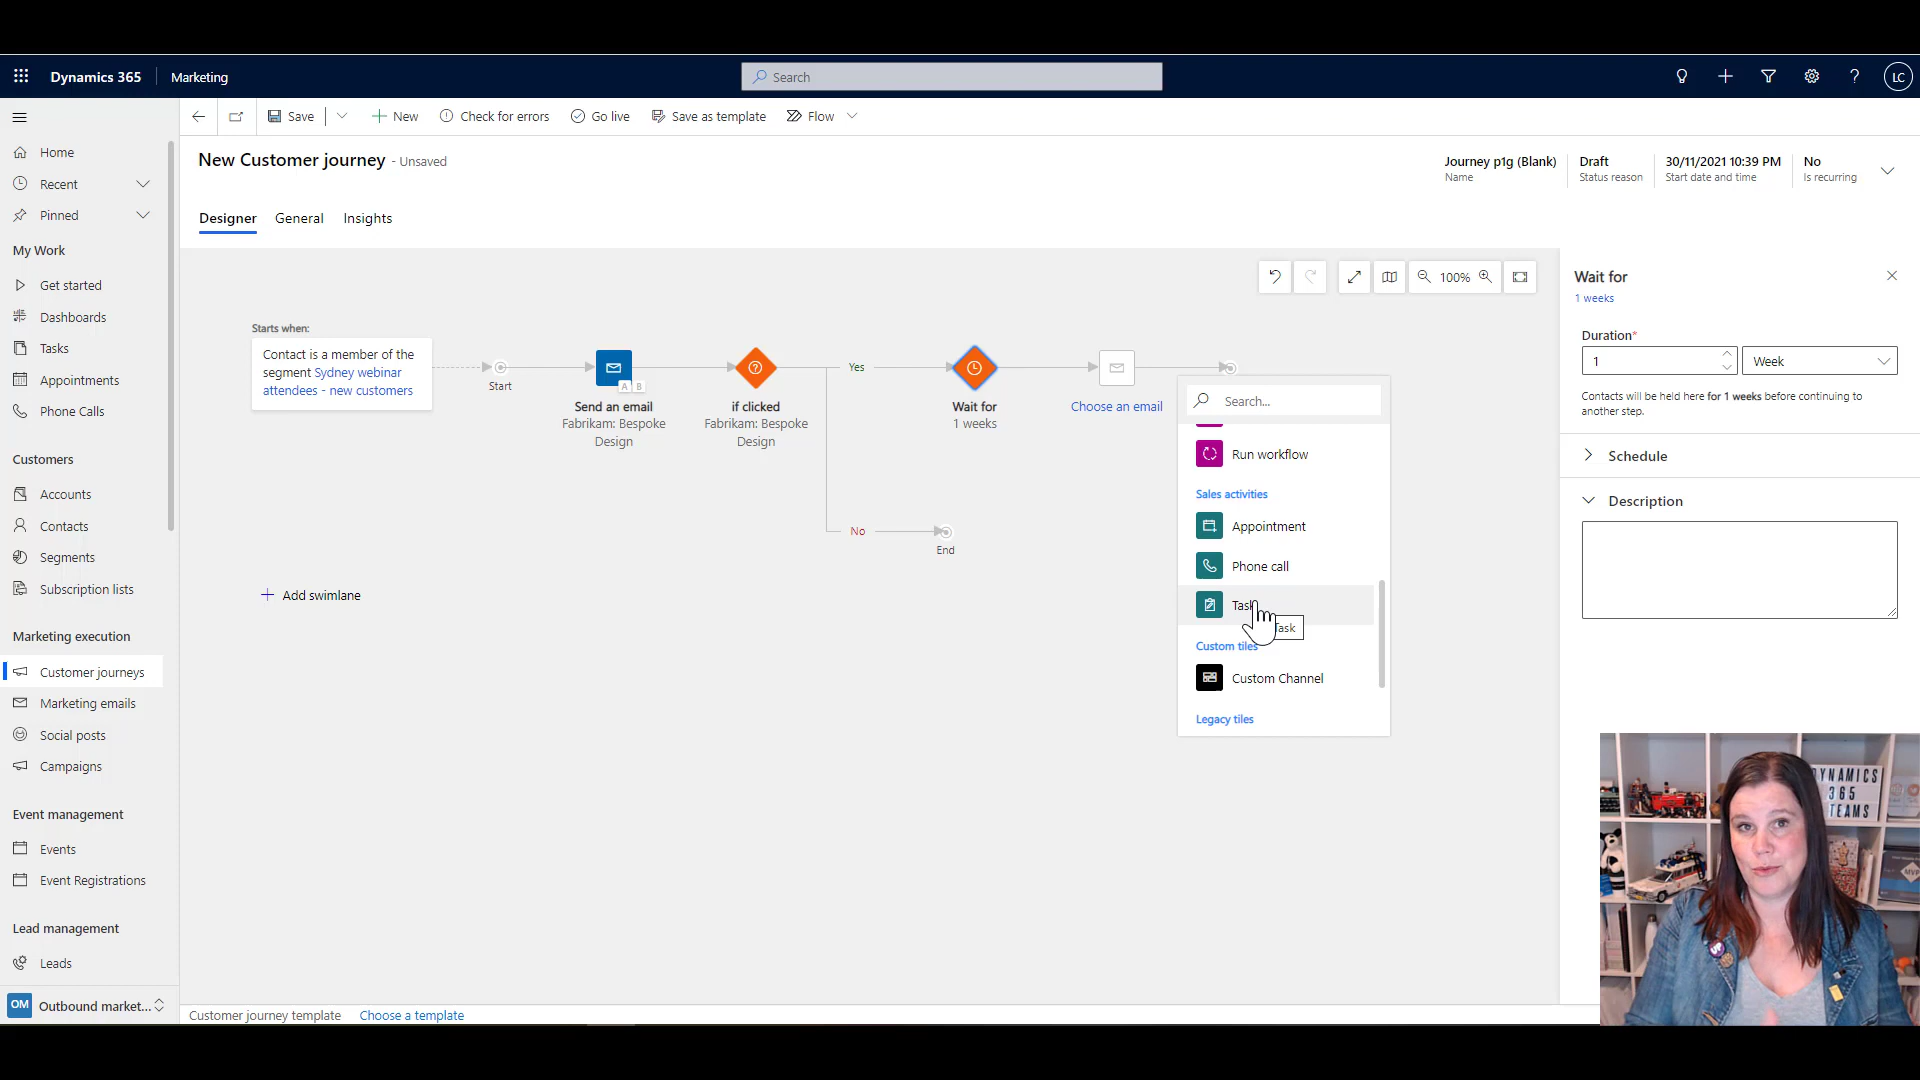 Dynamics 365
Marketing
Search
LC
Save
New
Check for errors
Go live
Save as template
Flow
New Customer journey
- Unsaved
Journey p1g (Blank)
Name
Draft
Status reason
30/11/2021 10:39 PM
Start date and time
No
Is recurring
Designer
General
Insights
Home
Recent
Pinned
My Work
Get started
Dashboards
Tasks
Appointments
Phone Calls
Customers
Accounts
Contacts
Segments
Subscription lists
Marketing execution
Customer journeys
Marketing emails
Social posts
Campaigns
Event management
Events
Event Registrations
Lead management
Leads
OM
Outbound market...
100%
Starts when:
Contact is a member of the
segment Sydney webinar
attendees - new customers
Start
A B
Send an email
Fabrikam: Bespoke
Design
if clicked
Fabrikam: Bespoke
Design
Yes
Wait for
1 weeks
Choose an email
No
End
Add swimlane
Search...
Run workflow
Sales activities
Appointment
Phone call
Task
Custom tiles
Custom Channel
Legacy tiles
Wait for
1 weeks
Duration*
1
Week
Contacts will be held here for 1 weeks before continuing to
another step.
Schedule
Description
Customer journey template
Choose a template
365
TEAMS
MVP
UP